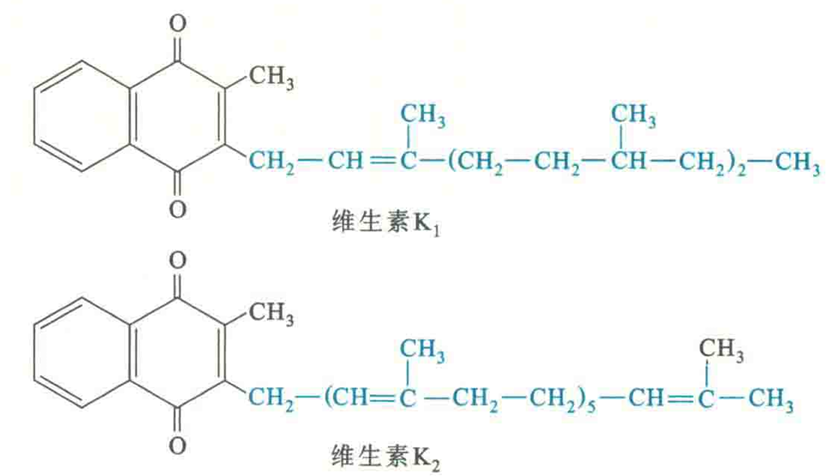 O
CH₃
CH₃ CH₃
CH₂—CH=C—(CH₂—CH₂—CH—CH₂)₂—CH₃
O
维生素K₁
O
CH₃
CH₃ CH₃
CH₂—(CH=C—CH₂—CH₂)₅—CH=C—CH₃
O
维生素K₂